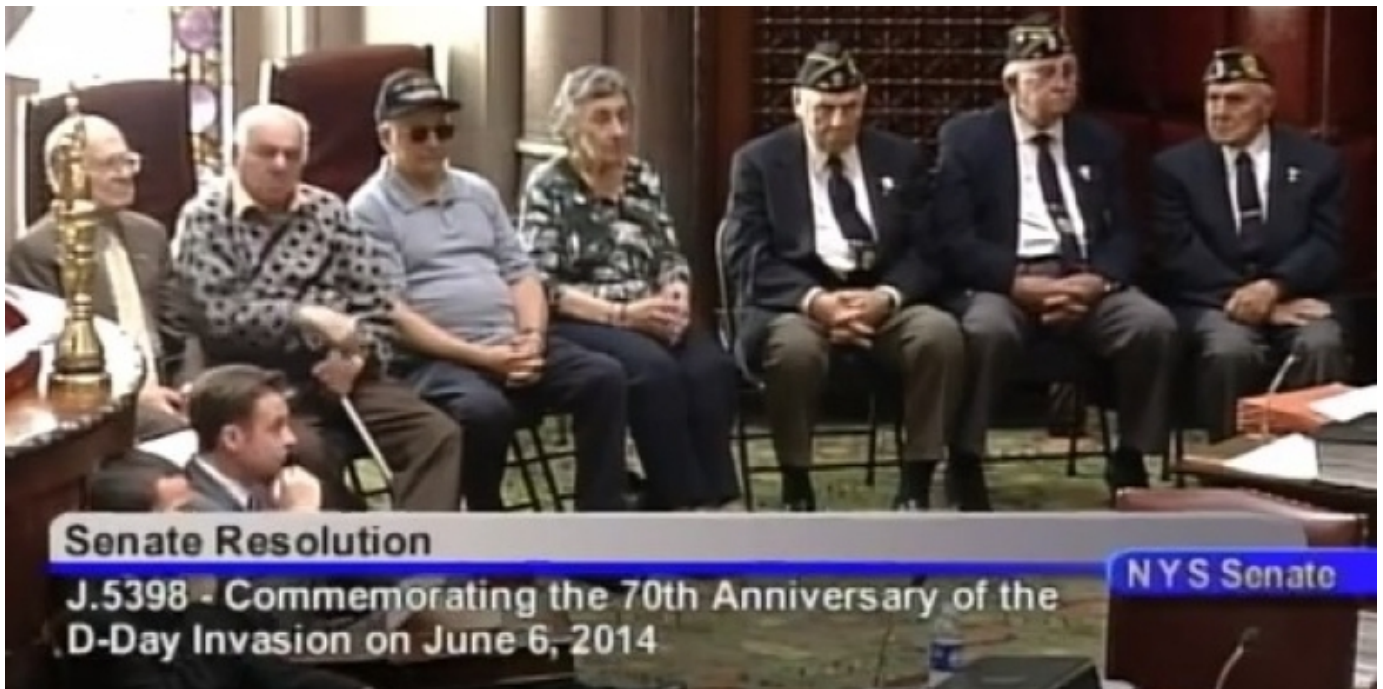 Senate Resolution
NYS Senate
J.5398 - Commemorating the 70th Anniversary of the
D-Day Invasion on June 6, 2014